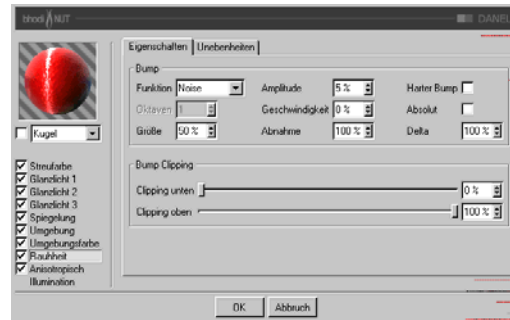 bhodi NUT DANEL
Eigenschaften Unebenheiten
Bump
Funktion Noise Amplitude 5 % Harter Bump
Oktaven 1 Geschwindigkeit 0 % Absolut
Größe 50 % Abnahme 100 % Delta 100 %
Kugel
Bump Clipping
Clipping unten 0 %
Clipping oben 100 %
Streufarbe
Glanzlicht 1
Glanzlicht 2
Glanzlicht 3
Spiegelung
Umgebung
Umgebungsfarbe
Rauhheit
Anisotropisch
Illumination
OK Abbruch